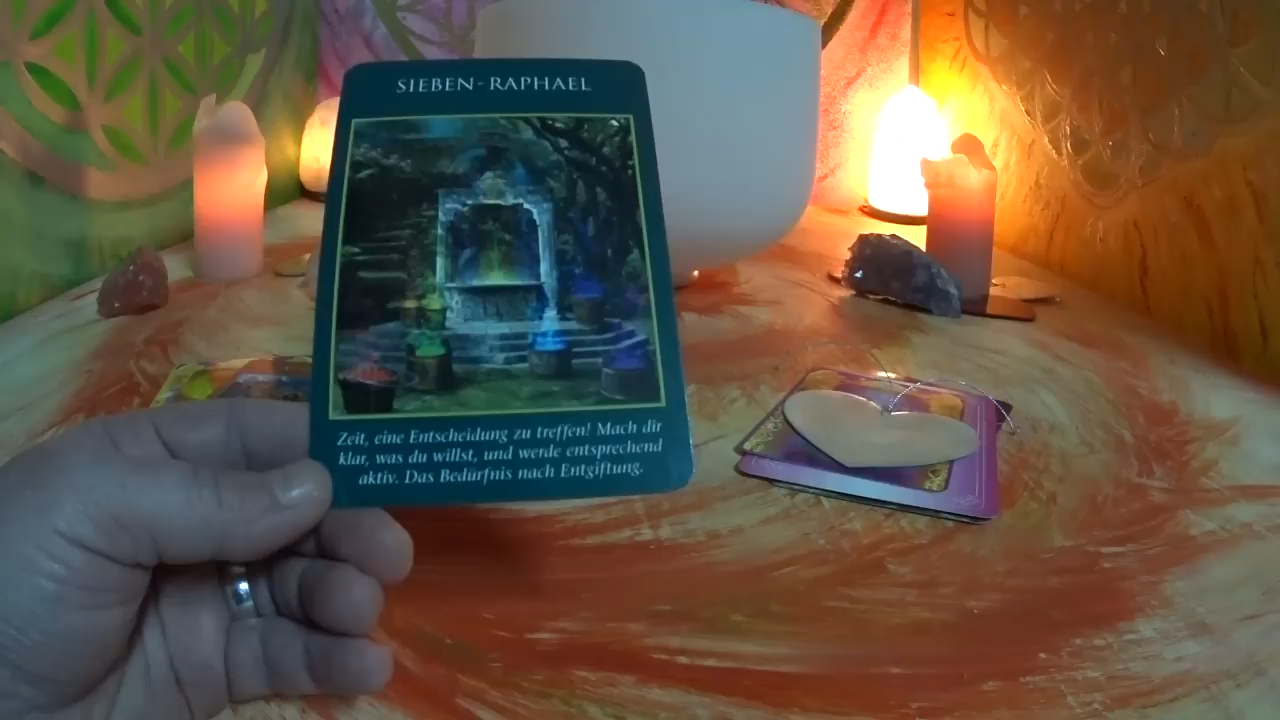 SIEBEN-RAPHAEL
Zeit, eine Entscheidung zu treffen! Mach dir
klar, was du willst, und werde entsprechend
aktiv. Das Bedürfnis nach Entgiftung.